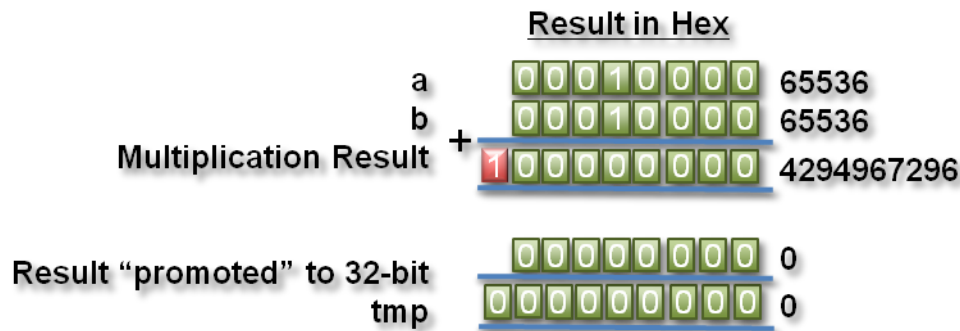 Result in Hex
a 00010000 65536
b 00010000 65536
+
Multiplication Result 100000000 4294967296
Result “promoted” to 32-bit 00000000 0
tmp 000000000 0